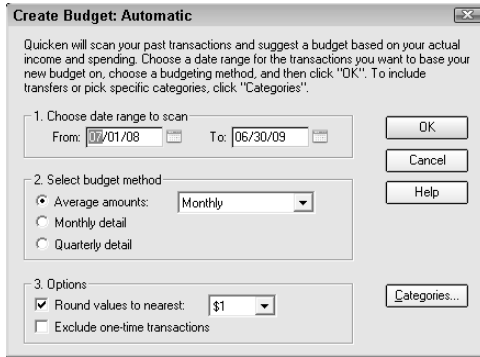 Create Budget: Automatic
Quicken will scan your past transactions and suggest a budget based on your actual
income and spending. Choose a date range for the transactions you want to base your
new budget on, choose a budgeting method, and then click "OK". To include
transfers or pick specific categories, click "Categories".
1. Choose date range to scan
From: 07/01/08 To: 06/30/09
OK
Cancel
Help
2. Select budget method
Average amounts: Monthly
Monthly detail
Quarterly detail
3. Options
Round values to nearest: $1
Exclude one-time transactions
Categories...